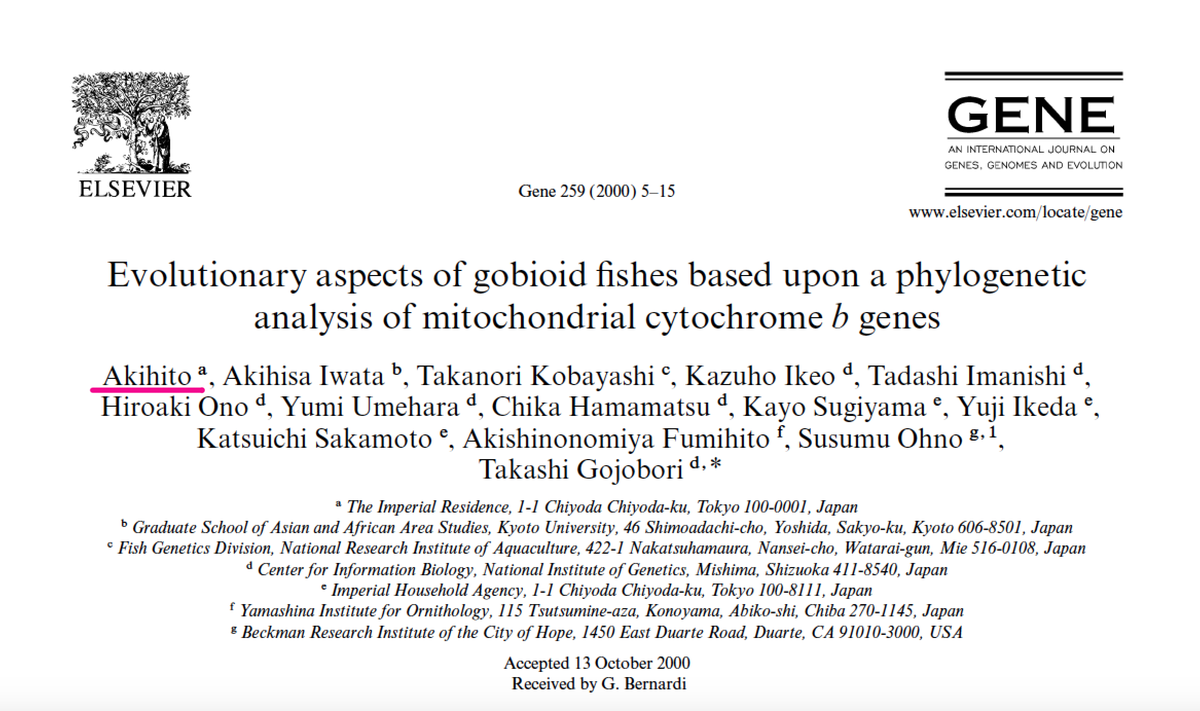 ELSEVIER
Gene 259 (2000) 5–15
GENE
AN INTERNATIONAL JOURNAL ON
GENES, GENOMES AND EVOLUTION
www.elsevier.com/locate/gene
Evolutionary aspects of gobioid fishes based upon a phylogenetic
analysis of mitochondrial cytochrome b genes
Akihito a, Akihisa Iwata b, Takanori Kobayashi c, Kazuho Ikeo d, Tadashi Imanishi d,
Hiroaki Ono d, Yumi Umehara d, Chika Hamamatsu d, Kayo Sugiyama e, Yuji Ikeda e,
Katsuichi Sakamoto e, Akishinonomiya Fumihito f, Susumu Ohno g,1,
Takashi Gojobori d,*
a The Imperial Residence, 1-1 Chiyoda Chiyoda-ku, Tokyo 100-0001, Japan
b Graduate School of Asian and African Area Studies, Kyoto University, 46 Shimoadachi-cho, Yoshida, Sakyo-ku, Kyoto 606-8501, Japan
c Fish Genetics Division, National Research Institute of Aquaculture, 422-1 Nakatsuhamaura, Nansei-cho, Watarai-gun, Mie 516-0108, Japan
d Center for Information Biology, National Institute of Genetics, Mishima, Shizuoka 411-8540, Japan
e Imperial Household Agency, 1-1 Chiyoda Chiyoda-ku, Tokyo 100-8111, Japan
f Yamashina Institute for Ornithology, 115 Tsutsumine-aza, Konoyama, Abiko-shi, Chiba 270-1145, Japan
g Beckman Research Institute of the City of Hope, 1450 East Duarte Road, Duarte, CA 91010-3000, USA
Accepted 13 October 2000
Received by G. Bernardi